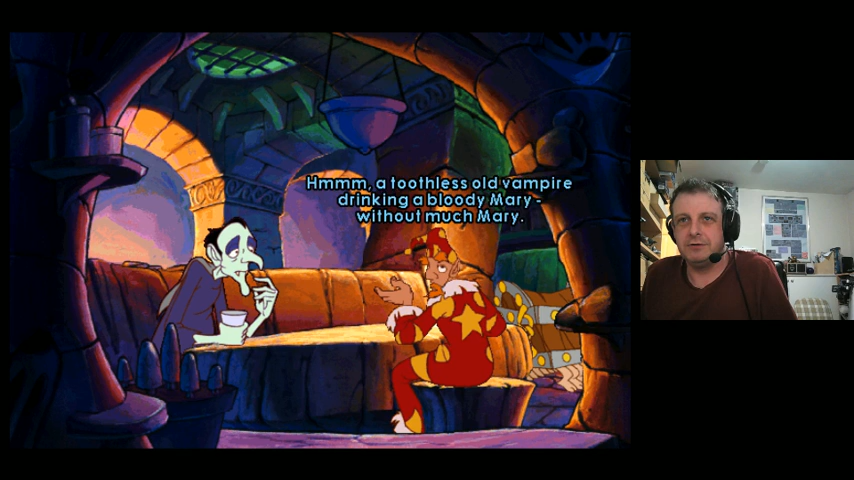 Hmmm, a toothless old vampire
drinking a bloody Mary -
without much Mary.